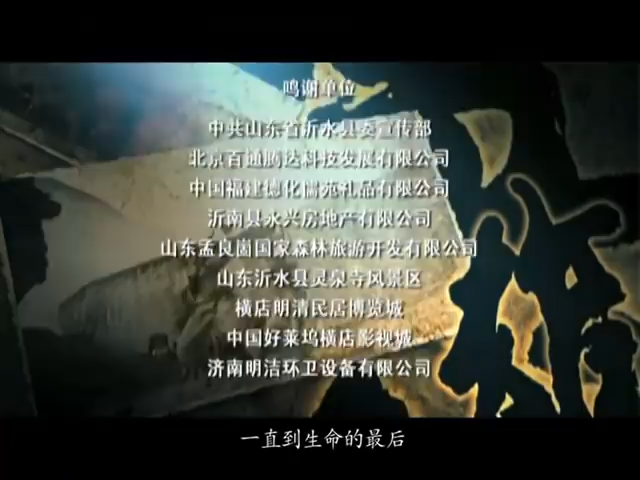 鸣谢单位
中共山东省沂水县委宣传部
北京百通腾达科技发展有限公司
中国福建德化儒苑礼品有限公司
沂南县永兴房地产有限公司
山东孟良崮国家森林旅游开发有限公司
山东沂水县灵泉寺风景区
横店明清民居博览城
中国好莱坞横店影视城
济南明洁环卫设备有限公司
一直到生命的最后